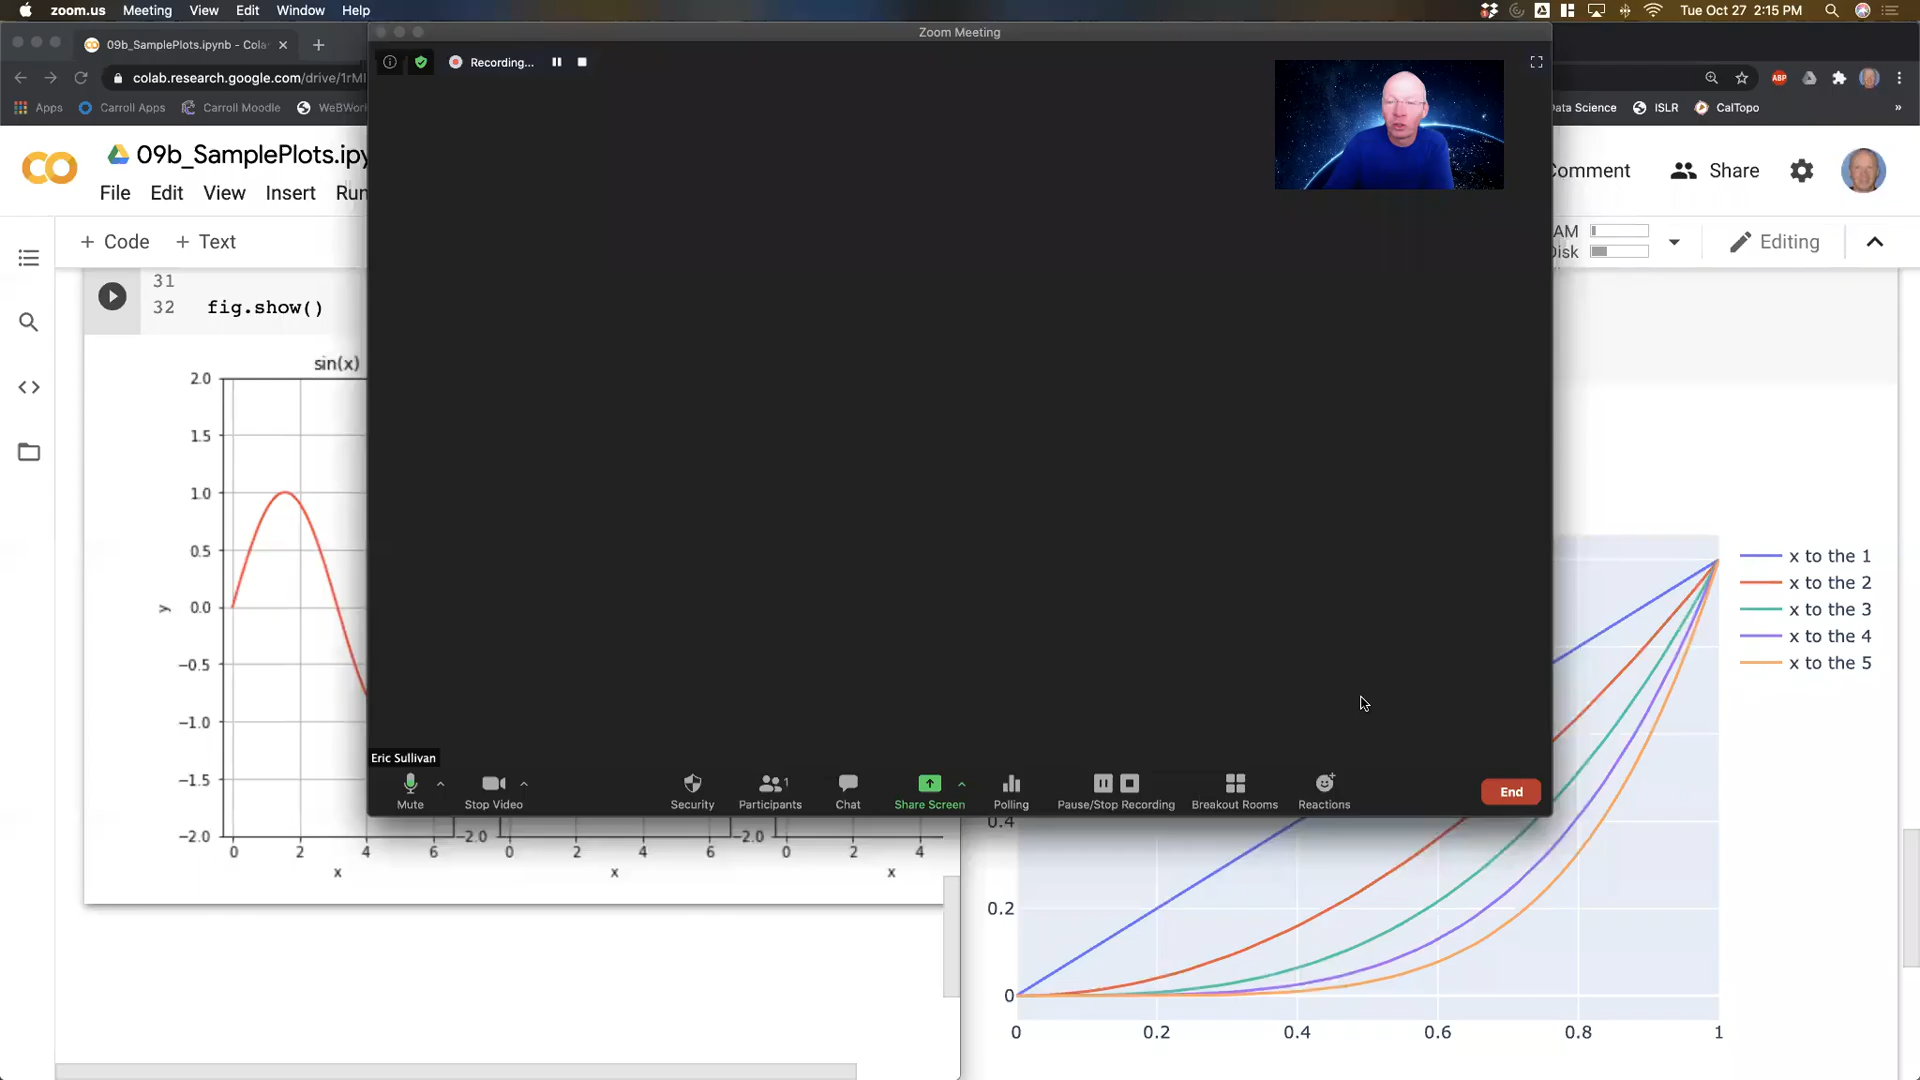 zoom.us Meeting View Edit Window Help
Tue Oct 27 2:15 PM
Zoom Meeting
09b_SamplePlots.ipynb - Cola
Recording...
colab.research.google.com/drive/1rM
Apps Carroll Apps Carroll Moodle WeBWor
Data Science ISLR CalTopo »
ABP
CO
09b_SamplePlots.ipy
File Edit View Insert Run
Comment Share
+ Code + Text
AM
Disk
Editing
31
32 fig.show()
sin(x)
2.0
1.5
1.0
0.5
0.0
−0.5
−1.0
−1.5
−2.0
y
0 2 4 6
x
−2.0
0 2 4 6
x
−2.0
0 2 4
x
x to the 1
x to the 2
x to the 3
x to the 4
x to the 5
0.4
0.2
0
0 0.2 0.4 0.6 0.8 1
Eric Sullivan
Mute Stop Video Security Participants 1 Chat Share Screen Polling Pause/Stop Recording Breakout Rooms Reactions End